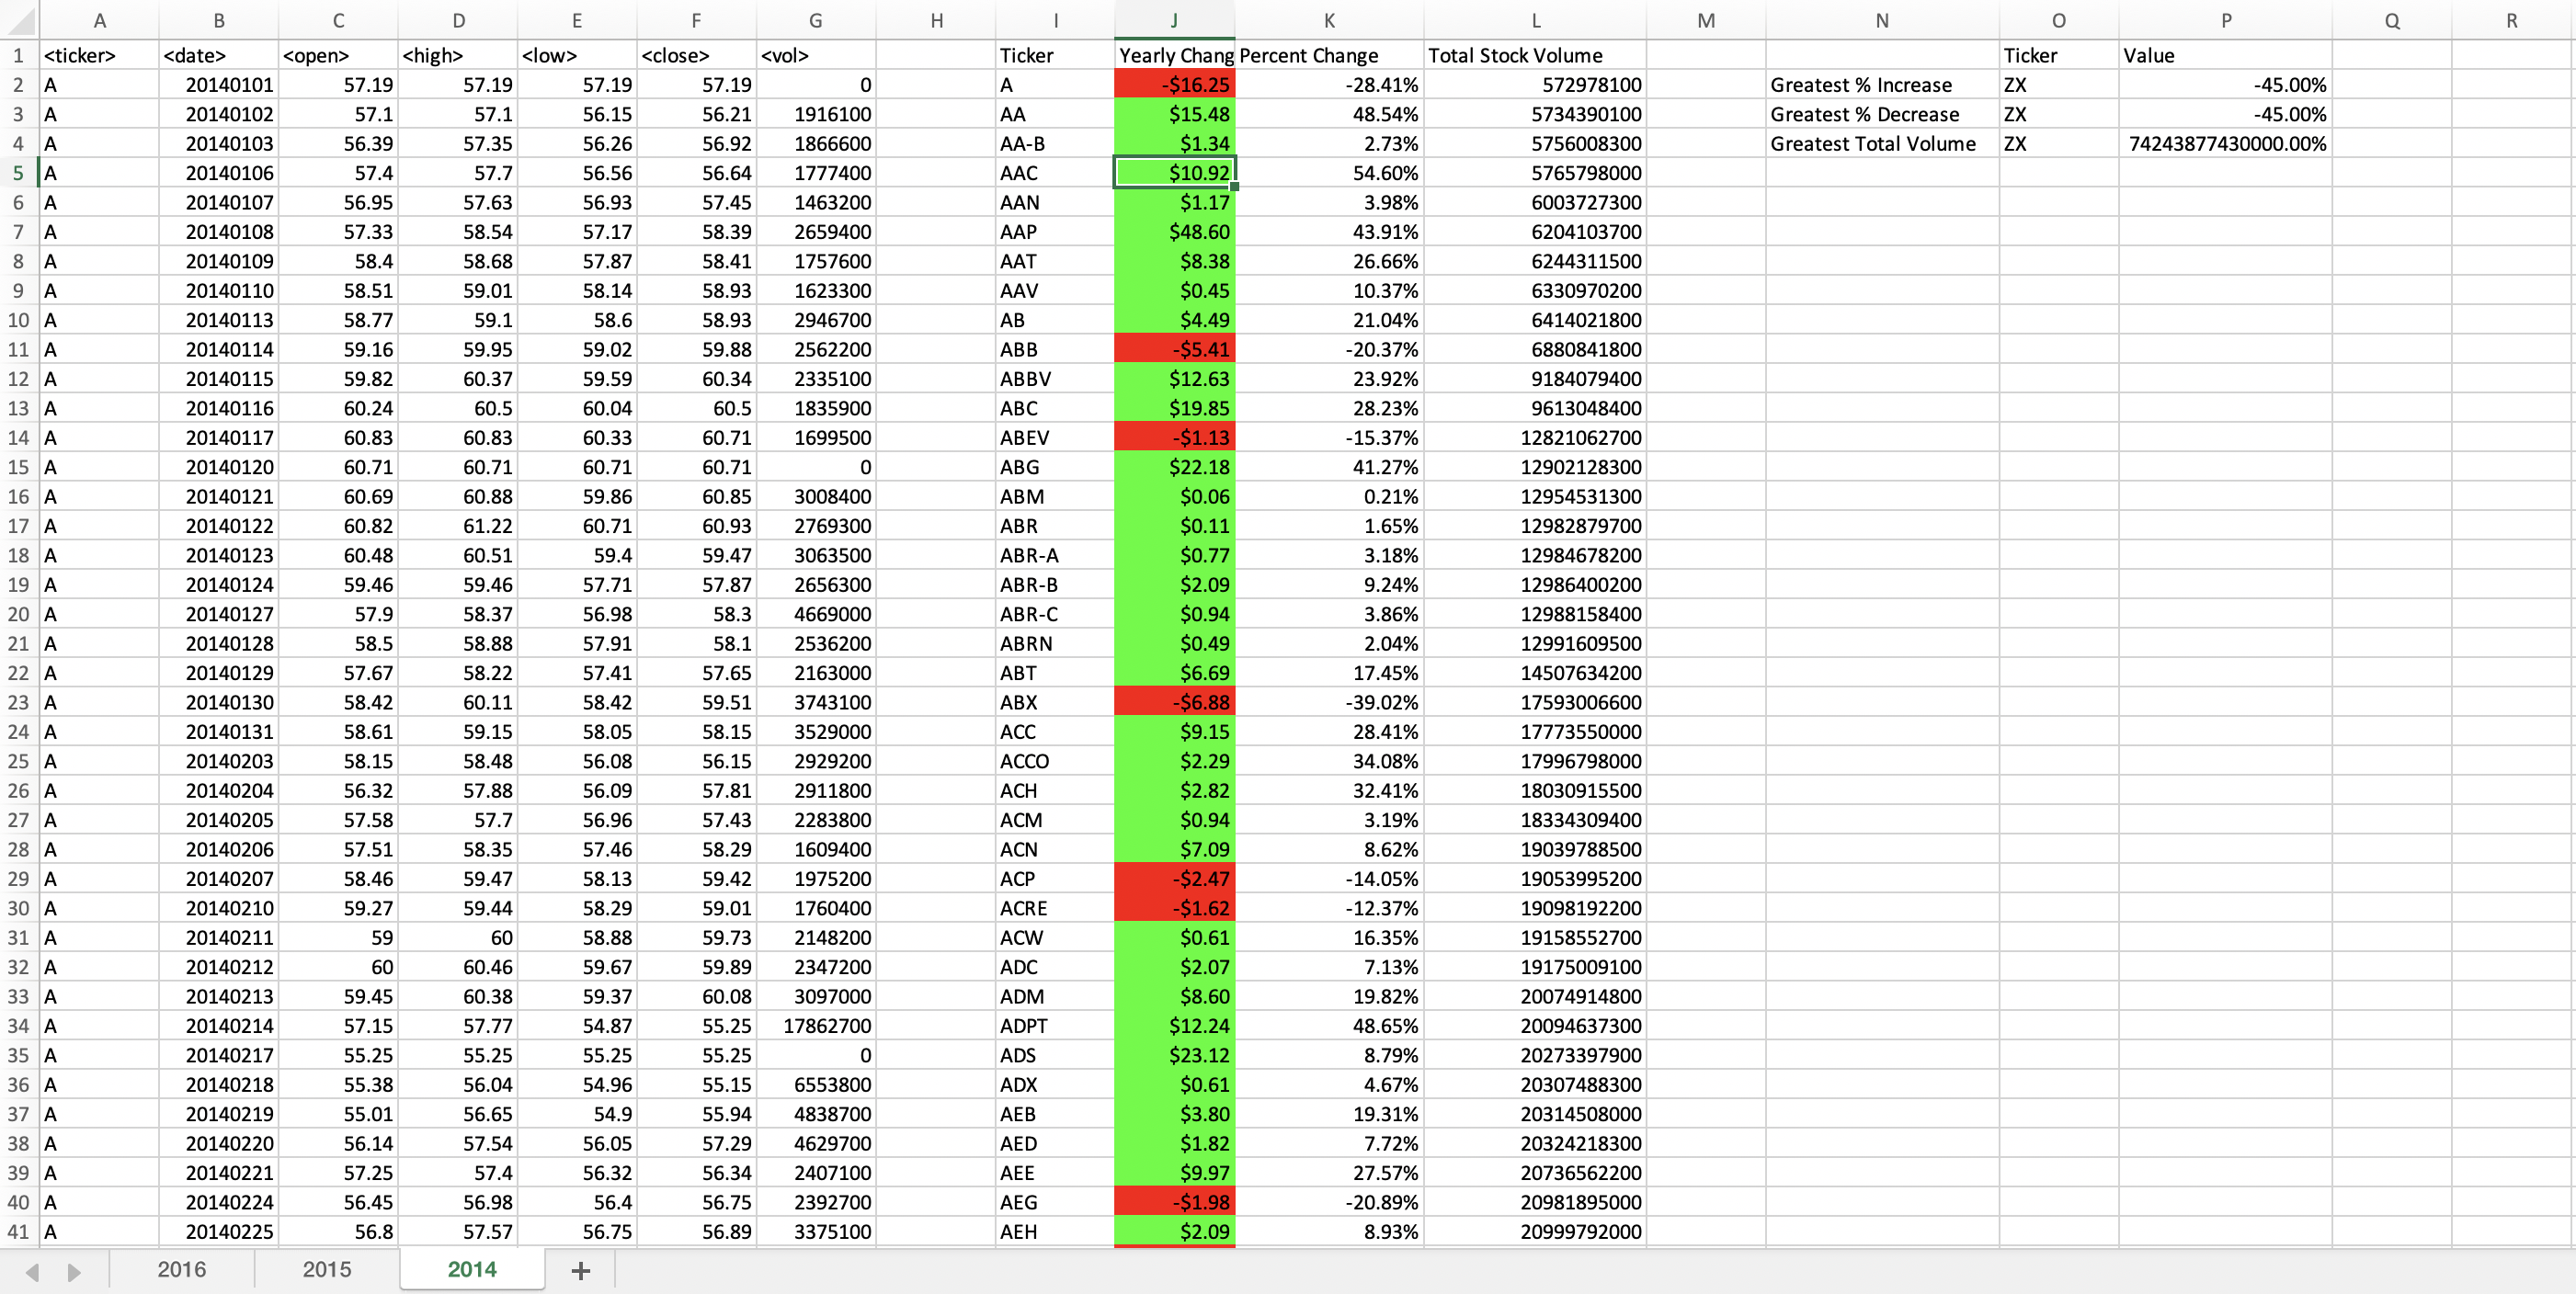 A B C D E F G H I J K L M N O P Q R
1 <ticker> <date> <open> <high> <low> <close> <vol> Ticker Yearly Chang Percent Change Total Stock Volume Ticker Value
2 A 20140101 57.19 57.19 57.19 57.19 0 A -$16.25 -28.41% 572978100 Greatest % Increase ZX -45.00%
3 A 20140102 57.1 57.1 56.15 56.21 1916100 AA $15.48 48.54% 5734390100 Greatest % Decrease ZX -45.00%
4 A 20140103 56.39 57.35 56.26 56.92 1866600 AA-B $1.34 2.73% 5756008300 Greatest Total Volume ZX 74243877430000.00%
5 A 20140106 57.4 57.7 56.56 56.64 1777400 AAC $10.92 54.60% 5765798000
6 A 20140107 56.95 57.63 56.93 57.45 1463200 AAN $1.17 3.98% 6003727300
7 A 20140108 57.33 58.54 57.17 58.39 2659400 AAP $48.60 43.91% 6204103700
8 A 20140109 58.4 58.68 57.87 58.41 1757600 AAT $8.38 26.66% 6244311500
9 A 20140110 58.51 59.01 58.14 58.93 1623300 AAV $0.45 10.37% 6330970200
10 A 20140113 58.77 59.1 58.6 58.93 2946700 AB $4.49 21.04% 6414021800
11 A 20140114 59.16 59.95 59.02 59.88 2562200 ABB -$5.41 -20.37% 6880841800
12 A 20140115 59.82 60.37 59.59 60.34 2335100 ABBV $12.63 23.92% 9184079400
13 A 20140116 60.24 60.5 60.04 60.5 1835900 ABC $19.85 28.23% 9613048400
14 A 20140117 60.83 60.83 60.33 60.71 1699500 ABEV -$1.13 -15.37% 12821062700
15 A 20140120 60.71 60.71 60.71 60.71 0 ABG $22.18 41.27% 12902128300
16 A 20140121 60.69 60.88 59.86 60.85 3008400 ABM $0.06 0.21% 12954531300
17 A 20140122 60.82 61.22 60.71 60.93 2769300 ABR $0.11 1.65% 12982879700
18 A 20140123 60.48 60.51 59.4 59.47 3063500 ABR-A $0.77 3.18% 12984678200
19 A 20140124 59.46 59.46 57.71 57.87 2656300 ABR-B $2.09 9.24% 12986400200
20 A 20140127 57.9 58.37 56.98 58.3 4669000 ABR-C $0.94 3.86% 12988158400
21 A 20140128 58.5 58.88 57.91 58.1 2536200 ABRN $0.49 2.04% 12991609500
22 A 20140129 57.67 58.22 57.41 57.65 2163000 ABT $6.69 17.45% 14507634200
23 A 20140130 58.42 60.11 58.42 59.51 3743100 ABX -$6.88 -39.02% 17593006600
24 A 20140131 58.61 59.15 58.05 58.15 3529000 ACC $9.15 28.41% 17773550000
25 A 20140203 58.15 58.48 56.08 56.15 2929200 ACCO $2.29 34.08% 17996798000
26 A 20140204 56.32 57.88 56.09 57.81 2911800 ACH $2.82 32.41% 18030915500
27 A 20140205 57.58 57.7 56.96 57.43 2283800 ACM $0.94 3.19% 18334309400
28 A 20140206 57.51 58.35 57.46 58.29 1609400 ACN $7.09 8.62% 19039788500
29 A 20140207 58.46 59.47 58.13 59.42 1975200 ACP -$2.47 -14.05% 19053995200
30 A 20140210 59.27 59.44 58.29 59.01 1760400 ACRE -$1.62 -12.37% 19098192200
31 A 20140211 59 60 58.88 59.73 2148200 ACW $0.61 16.35% 19158552700
32 A 20140212 60 60.46 59.67 59.89 2347200 ADC $2.07 7.13% 19175009100
33 A 20140213 59.45 60.38 59.37 60.08 3097000 ADM $8.60 19.82% 20074914800
34 A 20140214 57.15 57.77 54.87 55.25 17862700 ADPT $12.24 48.65% 20094637300
35 A 20140217 55.25 55.25 55.25 55.25 0 ADS $23.12 8.79% 20273397900
36 A 20140218 55.38 56.04 54.96 55.15 6553800 ADX $0.61 4.67% 20307488300
37 A 20140219 55.01 56.65 54.9 55.94 4838700 AEB $3.80 19.31% 20314508000
38 A 20140220 56.14 57.54 56.05 57.29 4629700 AED $1.82 7.72% 20324218300
39 A 20140221 57.25 57.4 56.32 56.34 2407100 AEE $9.97 27.57% 20736562200
40 A 20140224 56.45 56.98 56.4 56.75 2392700 AEG -$1.98 -20.89% 20981895000
41 A 20140225 56.8 57.57 56.75 56.89 3375100 AEH $2.09 8.93% 20999792000
2016 2015 2014 +